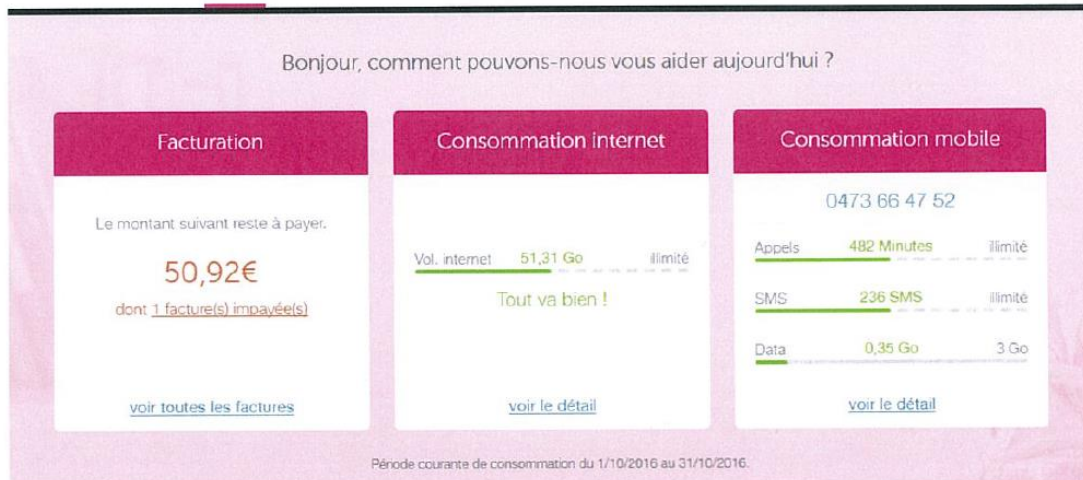 Bonjour, comment pouvons-nous vous aider aujourd'hui ?
Facturation
Le montant suivant reste à payer.
50,92€
dont 1 facture(s) impayée(s)
voir toutes les factures
Consommation internet
Vol. internet 51,31 Go illimité
Tout va bien !
voir le détail
Consommation mobile
0473 66 47 52
Appels 482 Minutes illimité
SMS 236 SMS illimité
Data 0,35 Go 3 Go
voir le détail
Période courante de consommation du 1/10/2016 au 31/10/2016.